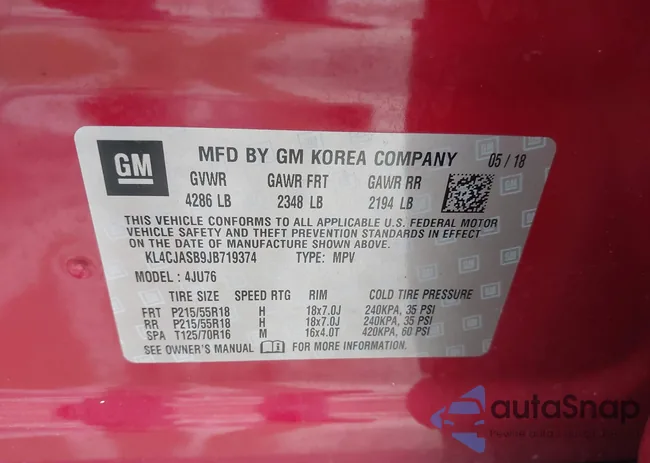 GM
MFD BY GM KOREA COMPANY 05 / 18
GVWR GAWR FRT GAWR RR
4286 LB 2348 LB 2194 LB
THIS VEHICLE CONFORMS TO ALL APPLICABLE U.S. FEDERAL MOTOR
VEHICLE SAFETY AND THEFT PREVENTION STANDARDS IN EFFECT
ON THE DATE OF MANUFACTURE SHOWN ABOVE.
KL4CJASB9JB719374 TYPE: MPV
MODEL : 4JU76
TIRE SIZE SPEED RTG RIM COLD TIRE PRESSURE
FRT P215/55R18 H 18x7.0J 240KPA, 35 PSI
RR P215/55R18 H 18x7.0J 240KPA, 35 PSI
SPA T125/70R16 M 16x4.0T 420KPA, 60 PSI
SEE OWNER'S MANUAL FOR MORE INFORMATION.
autaSnap